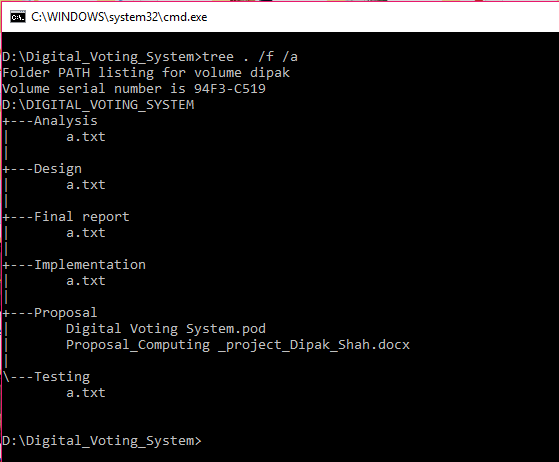 C:\WINDOWS\system32\cmd.exe
D:\Digital_Voting_System>tree . /f /a
Folder PATH listing for volume dipak
Volume serial number is 94F3-C519
D:\DIGITAL_VOTING_SYSTEM
+---Analysis
|       a.txt
|
+---Design
|       a.txt
|
+---Final report
|       a.txt
|
+---Implementation
|       a.txt
|
+---Proposal
|       Digital Voting System.pod
|       Proposal_Computing _project_Dipak_Shah.docx
|
\---Testing
        a.txt
D:\Digital_Voting_System>